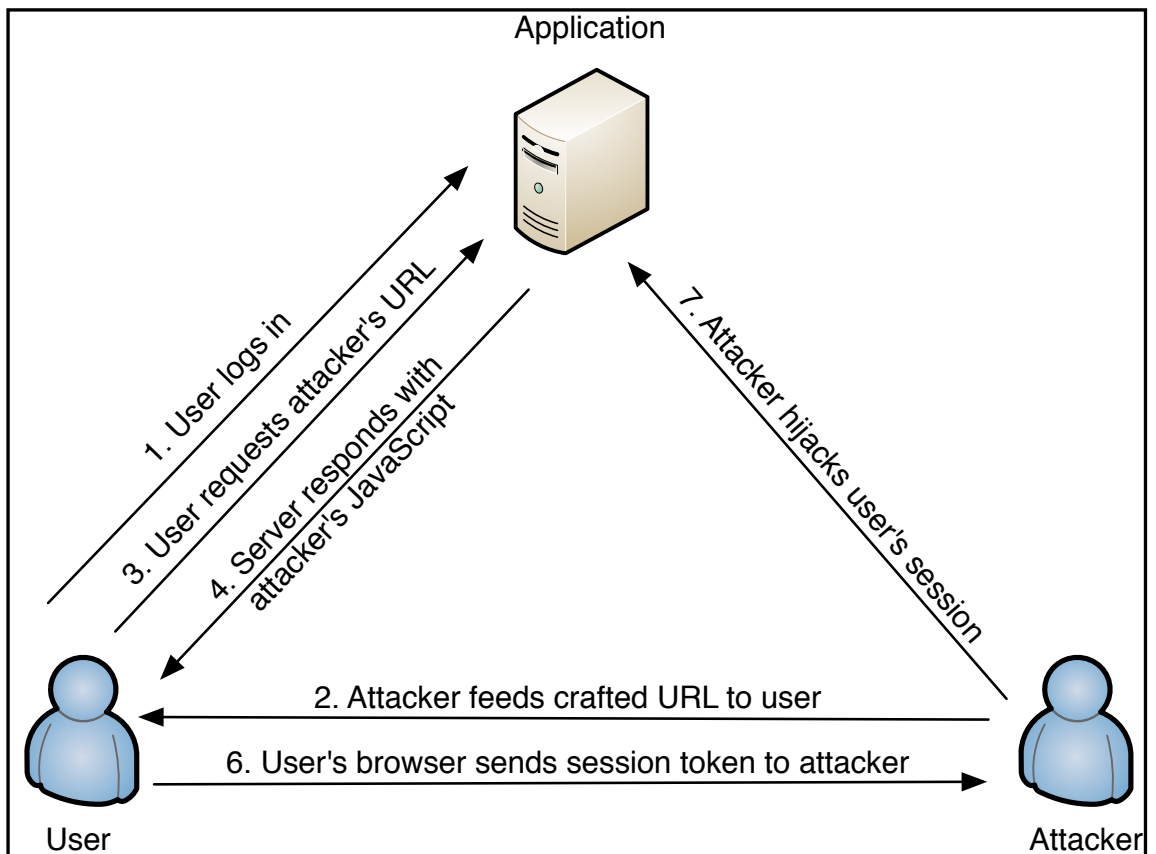 Application
1. User logs in
3. User requests attacker's URL
4. Server responds with
attacker's JavaScript
7. Attacker hijacks user's session
2. Attacker feeds crafted URL to user
6. User's browser sends session token to attacker
User
Attacker